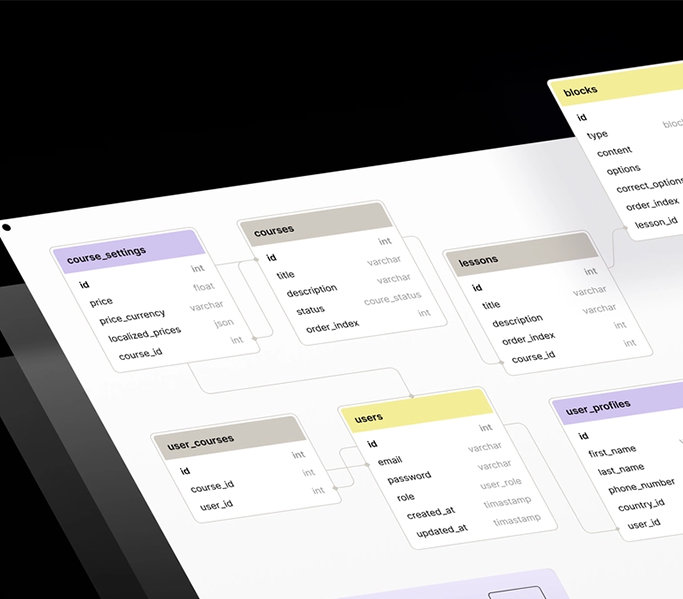 blocks
id
type
content
options
correct_options
order_index
lesson_id
course_settings
id int
price float
price_currency varchar
localized_prices json
course_id int
courses
id int
title varchar
description varchar
status coure_status
order_index int
lessons
id int
title varchar
description varchar
order_index int
course_id int
user_courses
id int
course_id int
user_id int
users
id int
email varchar
password varchar
role user_role
created_at timastamp
updated_at timastamp
user_profiles
id
first_name
last_name
phone_number
country_id
user_id